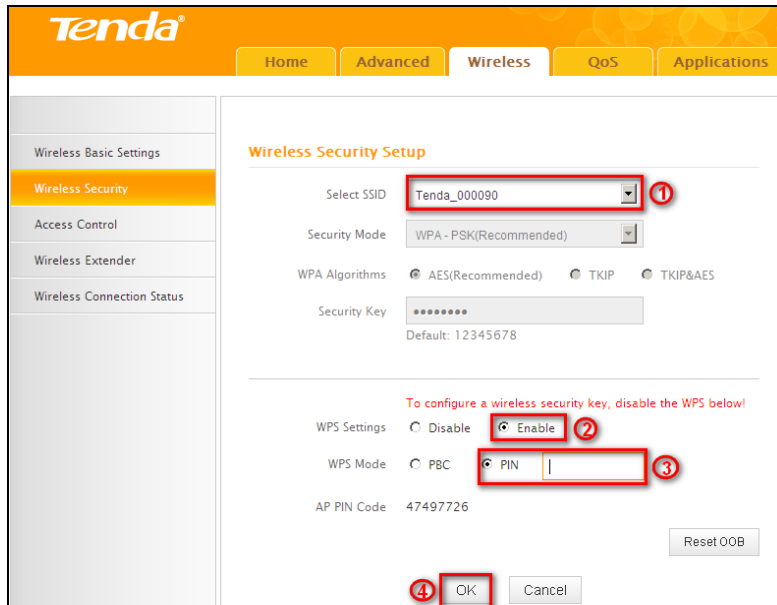 Tenda®
Home Advanced Wireless QoS Applications
Wireless Basic Settings
Wireless Security
Access Control
Wireless Extender
Wireless Connection Status
Wireless Security Setup
Select SSID Tenda_000090 ①
Security Mode WPA - PSK(Recommended)
WPA Algorithms AES(Recommended) TKIP TKIP&AES
Security Key ●●●●●●●●
Default: 12345678
To configure a wireless security key, disable the WPS below!
WPS Settings Disable Enable ②
WPS Mode PBC PIN ③
AP PIN Code 47497726
Reset OOB
④ OK Cancel